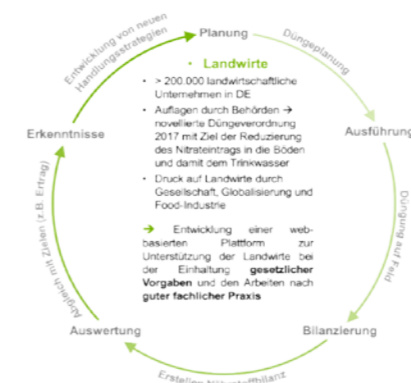 Planung
Entwicklung von neuen
Handlungsstrategien
Düngeplanung
• Landwirte
• > 200.000 landwirtschaftliche
Unternehmen in DE
• Auflagen durch Behörden →
novellierte Düngeverordnung
2017 mit Ziel der Reduzierung
des Nitrateintrags in die Böden
und damit dem Trinkwasser
• Druck auf Landwirte durch
Gesellschaft, Globalisierung und
Food-Industrie
→ Entwicklung einer web-
basierten Plattform zur
Unterstützung der Landwirte bei
der Einhaltung gesetzlicher
Vorgaben und den Arbeiten nach
guter fachlicher Praxis
Erkenntnisse
Ausführung
Abgleich mit Zielen (z.B. Ertrag)
Düngung auf Feld
Auswertung
Bilanzierung
Erstellen Nährstoffbilanz